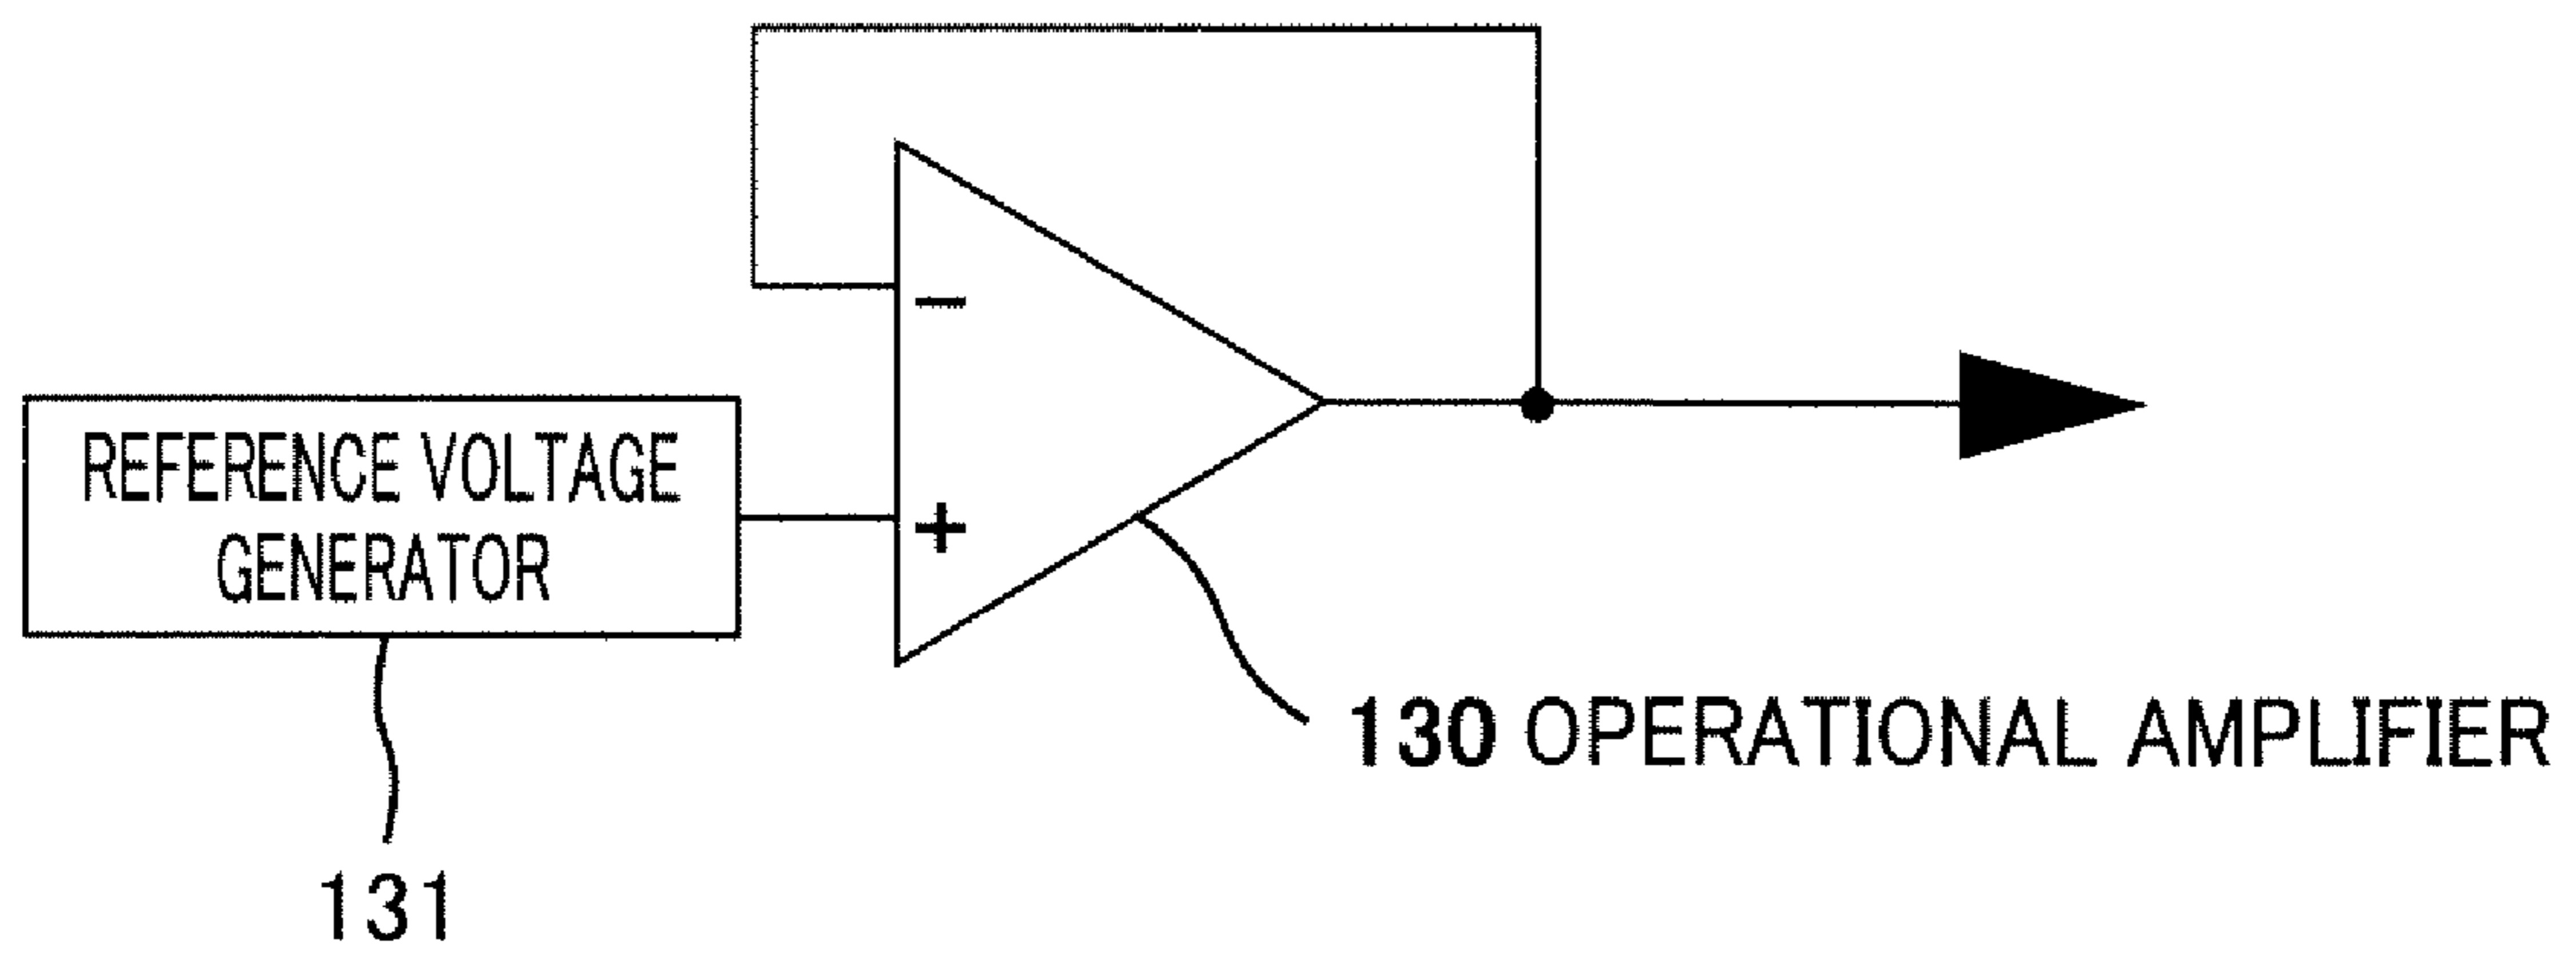 −
REFERENCE VOLTAGE
GENERATOR
+
130 OPERATIONAL AMPLIFIER
131